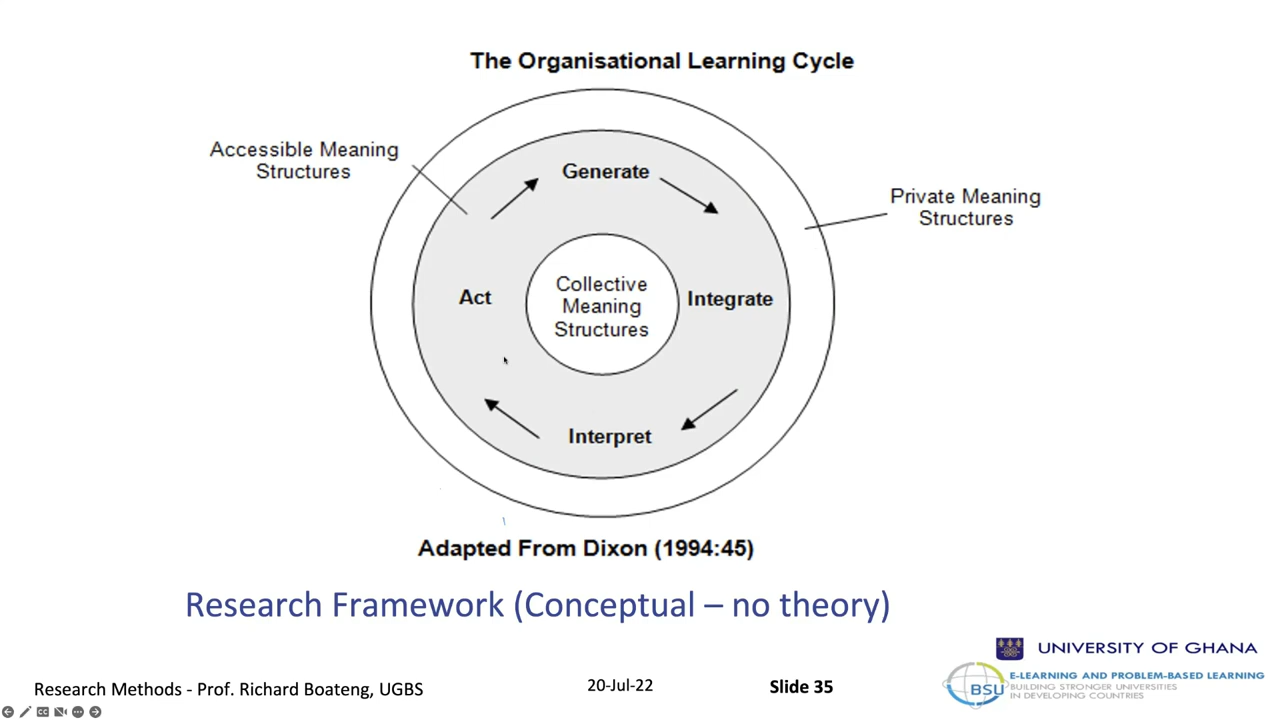 The Organisational Learning Cycle
Accessible Meaning
Structures
Generate
Private Meaning
Structures
Act
Collective
Meaning
Structures
Integrate
Interpret
Adapted From Dixon (1994:45)
Research Framework (Conceptual – no theory)
UNIVERSITY OF GHANA
E-LEARNING AND PROBLEM-BASED LEARNING
BSU
BUILDING STRONGER UNIVERSITIES
IN DEVELOPING COUNTRIES
Research Methods - Prof. Richard Boateng, UGBS
20-Jul-22
Slide 35
CC